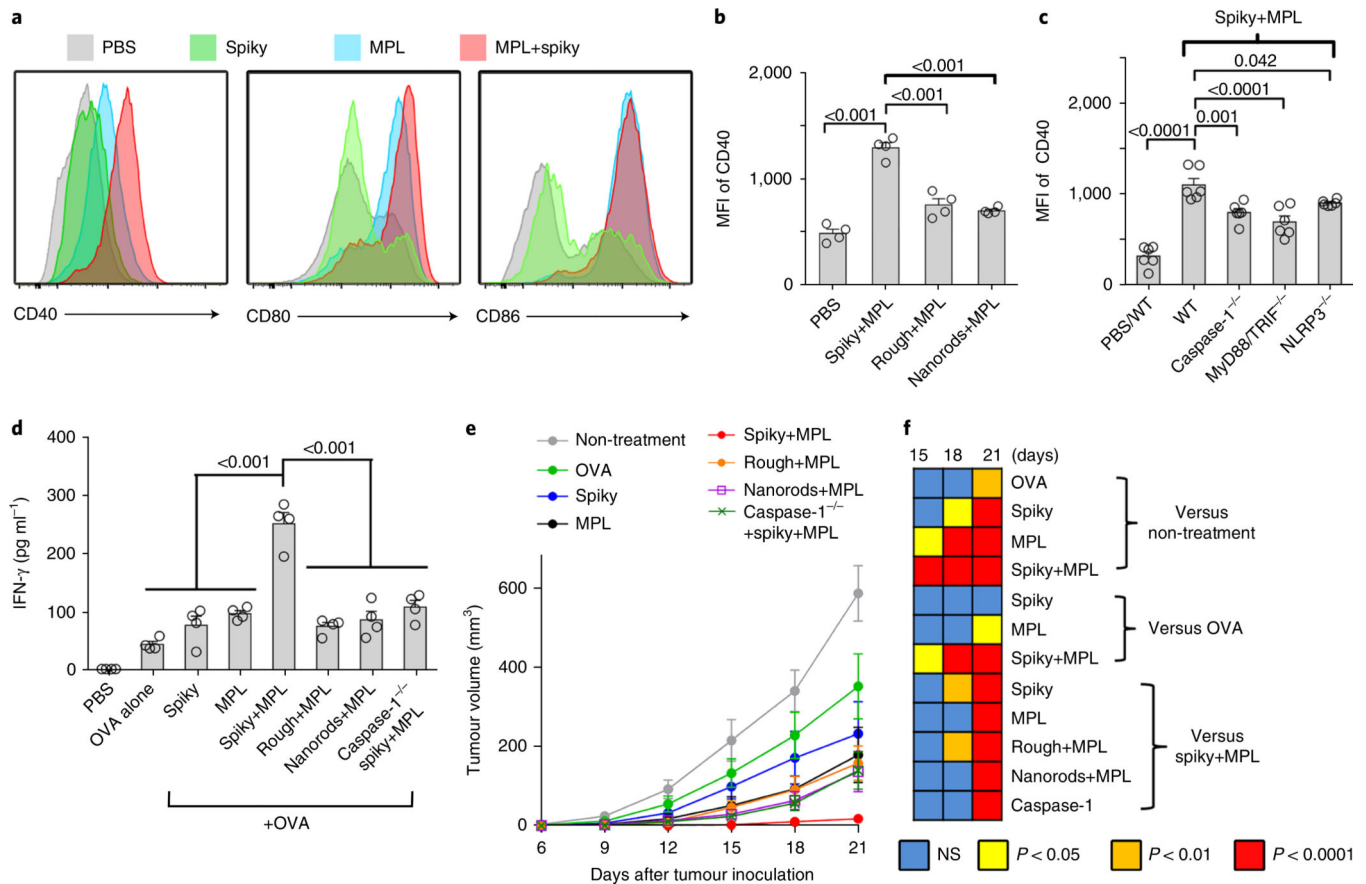 a
PBS
Spiky
MPL
MPL+spiky
CD40
CD80
CD86
b
2,000
1,000
0
MFI of CD40
<0.001
<0.001
<0.001
PBS
Spiky+MPL
Rough+MPL
Nanorods+MPL
c
Spiky+MPL
2,000
1,000
0
MFI of CD40
0.042
<0.0001
<0.0001
0.001
PBS/WT
WT
Caspase-1−/−
MyD88/TRIF−/−
NLRP3−/−
d
400
300
200
100
0
IFN-γ (pg ml−1)
<0.001
<0.001
PBS
OVA alone
Spiky
MPL
Spiky+MPL
Rough+MPL
Nanorods+MPL
Caspase-1−/−
spiky+MPL
+OVA
e
Non-treatment
OVA
Spiky
MPL
Spiky+MPL
Rough+MPL
Nanorods+MPL
Caspase-1−/−
+spiky+MPL
600
400
200
0
Tumour volume (mm3)
6
9
12
15
18
21
Days after tumour inoculation
f
15 18 21 (days)
OVA
Spiky
MPL
Spiky+MPL
Versus
non-treatment
Spiky
MPL
Spiky+MPL
Versus OVA
Spiky
MPL
Rough+MPL
Nanorods+MPL
Caspase-1
Versus
spiky+MPL
NS
P < 0.05
P < 0.01
P < 0.0001